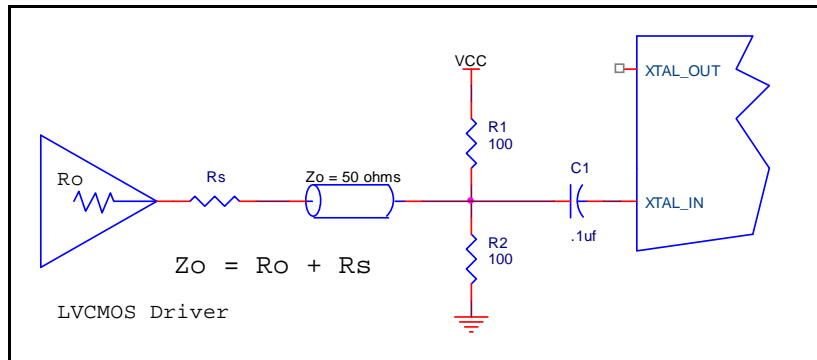 VCC
XTAL_OUT
R1
100
C1
Ro
Rs
Zo = 50 ohms
XTAL_IN
.1uf
R2
100
Zo = Ro + Rs
LVCMOS Driver